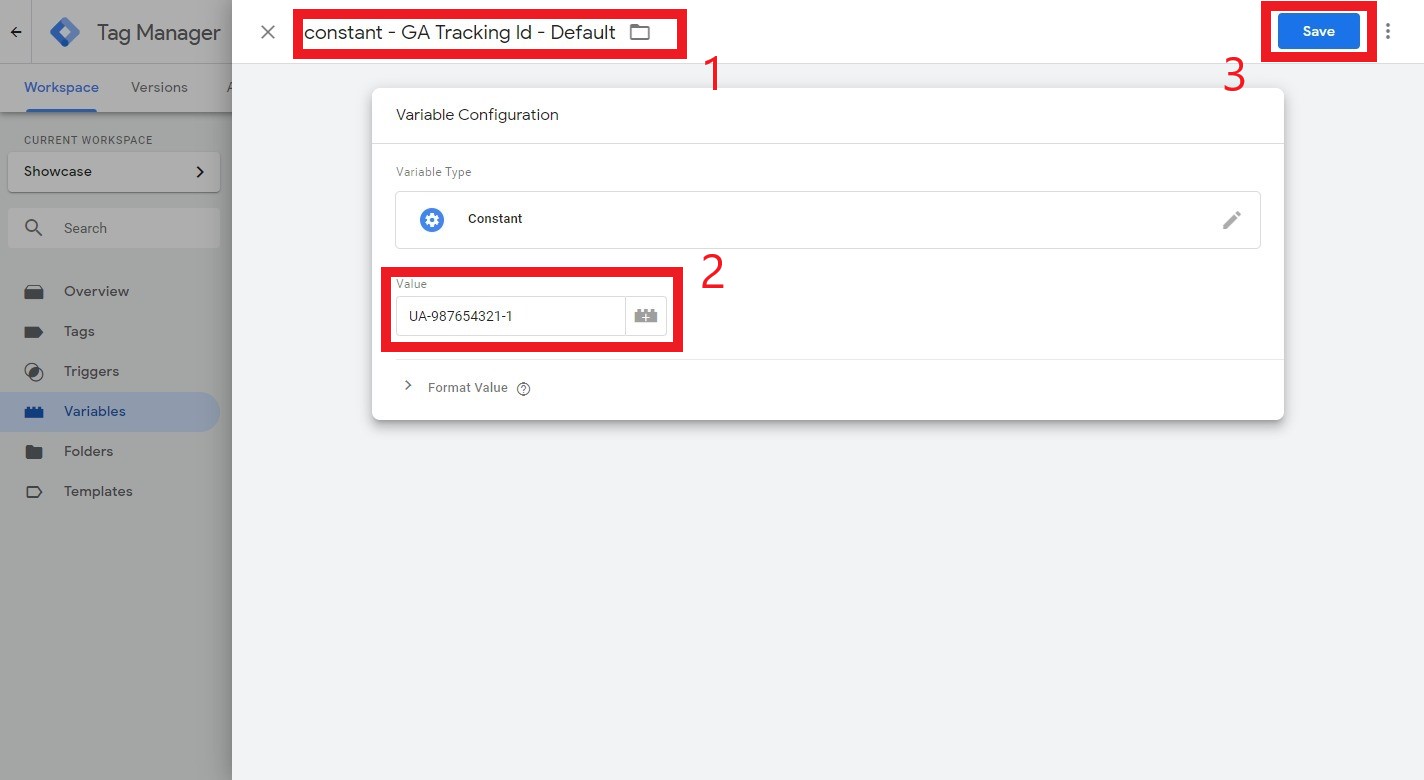 Tag Manager
constant - GA Tracking Id - Default
Save
1
3
Workspace
Versions
A
CURRENT WORKSPACE
Showcase
Search
Overview
Tags
Triggers
Variables
Folders
Templates
Variable Configuration
Variable Type
Constant
2
Value
UA-987654321-1
Format Value